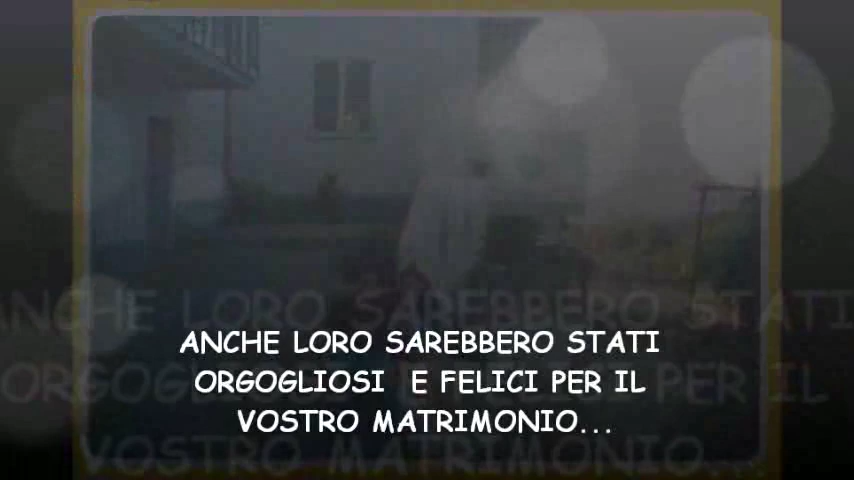 ANCHE LORO SAREBBERO STATI
ORGOGLIOSI  E FELICI PER IL
VOSTRO MATRIMONIO...